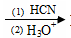 (1) HCN
(2) H₃O⁺